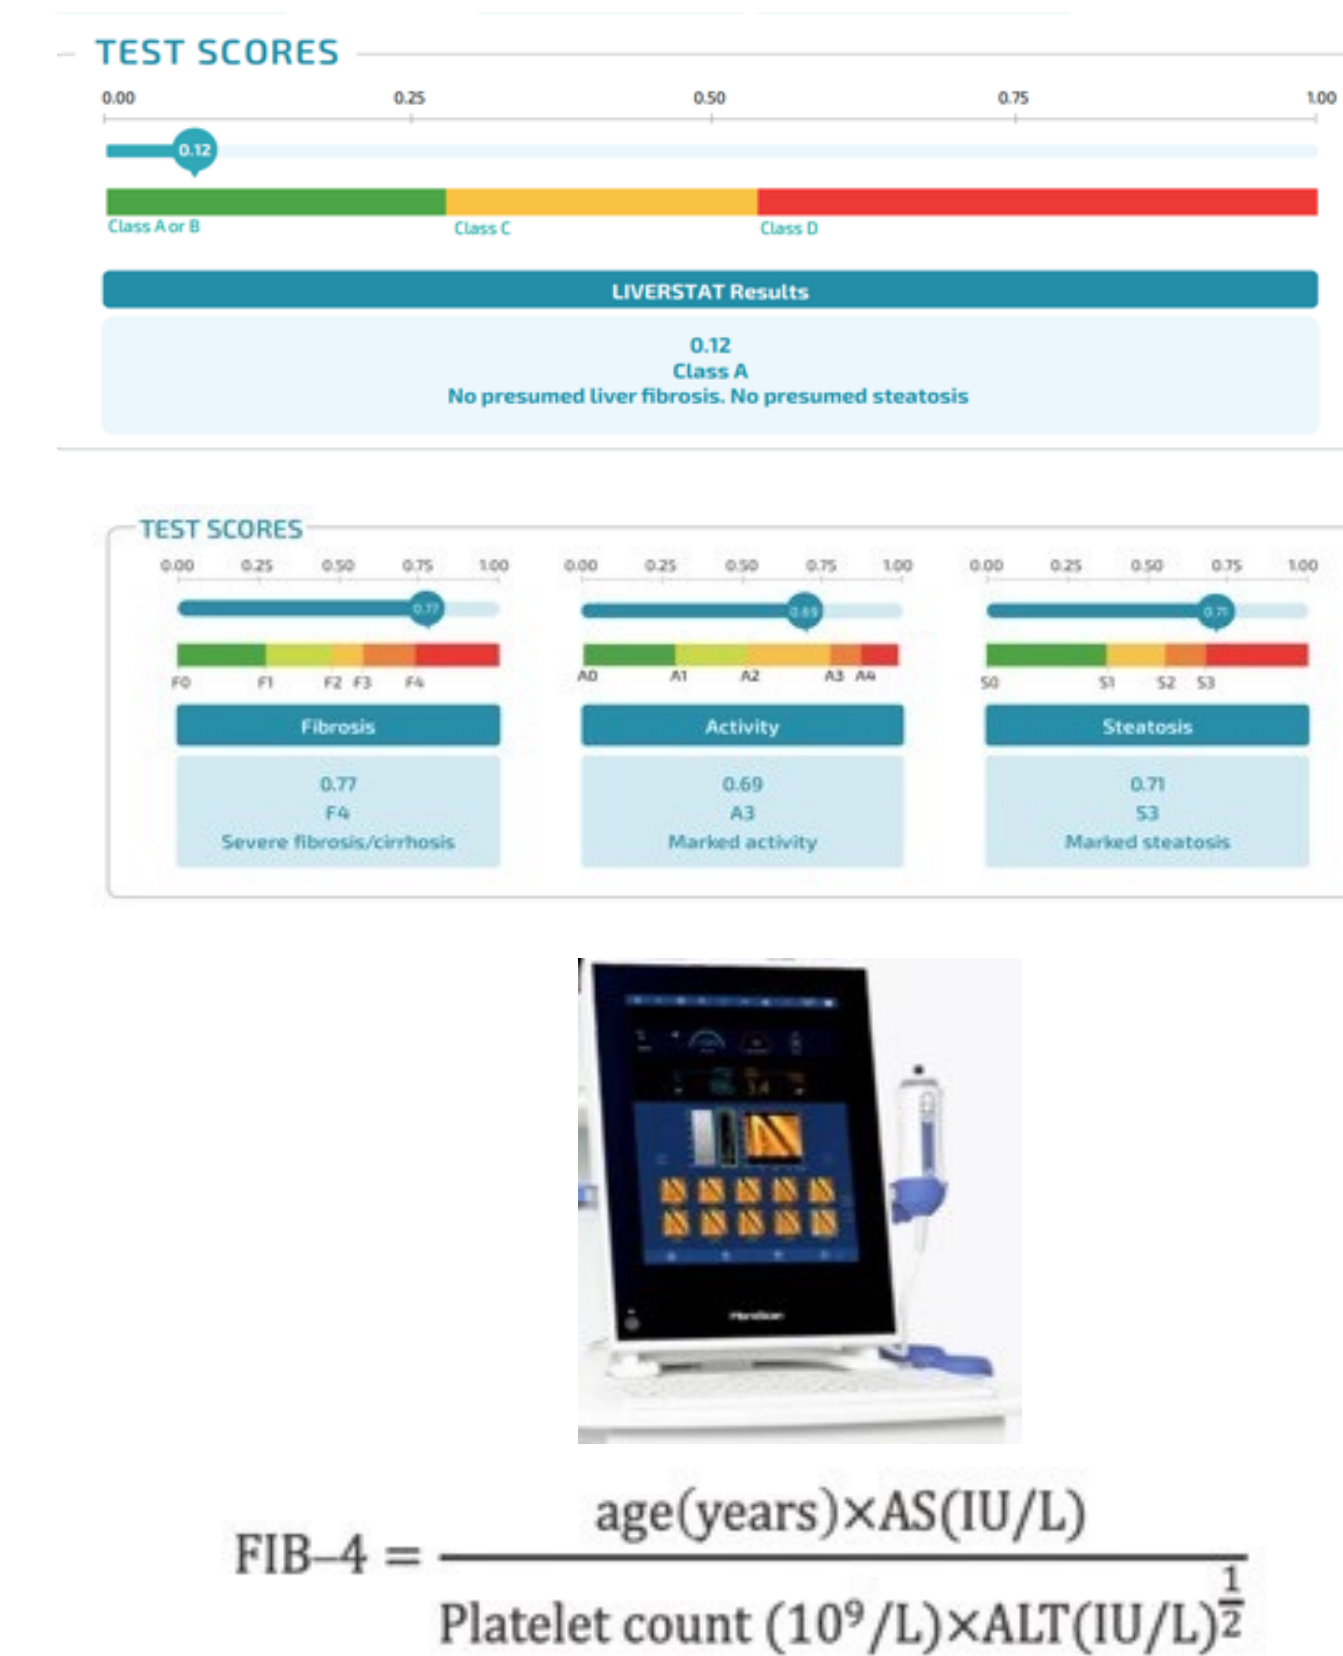 TEST SCORES
0.00 0.25 0.50 0.75 1.00
0.12
Class A or B Class C Class D
LIVERSTAT Results
0.12
Class A
No presumed liver fibrosis. No presumed steatosis
TEST SCORES
0.00 0.25 0.50 0.75 1.00
0.77
F0 F1 F2 F3 F4
Fibrosis
0.77
F4
Severe fibrosis/cirrhosis
0.00 0.25 0.50 0.75 1.00
0.69
A0 A1 A2 A3 A4
Activity
0.69
A3
Marked activity
0.00 0.25 0.50 0.75 1.00
0.71
S0 S1 S2 S3
Steatosis
0.71
S3
Marked steatosis
FibroScan
FIB–4 = age(years)×AS(IU/L)
Platelet count (10⁹/L)×ALT(IU/L)^1/2